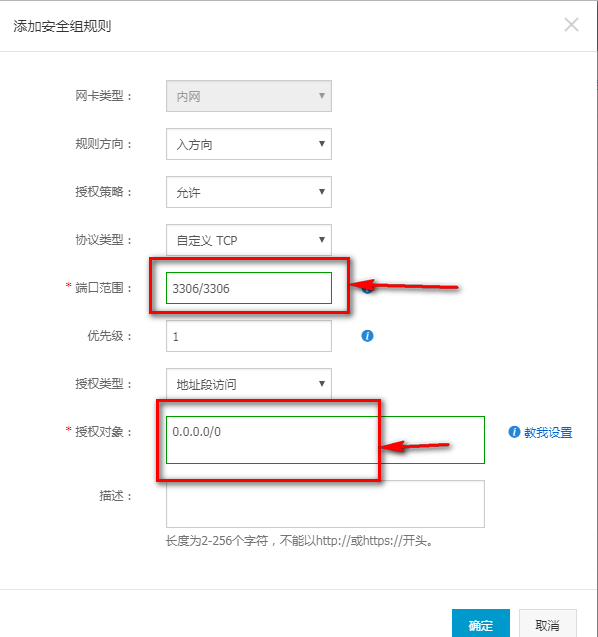 添加安全组规则
网卡类型： 内网
规则方向： 入方向
授权策略： 允许
协议类型： 自定义 TCP
* 端口范围： 3306/3306
优先级： 1
授权类型： 地址段访问
* 授权对象： 0.0.0.0/0 教我设置
描述：
长度为2-256个字符，不能以http://或https://开头。
确定 取消